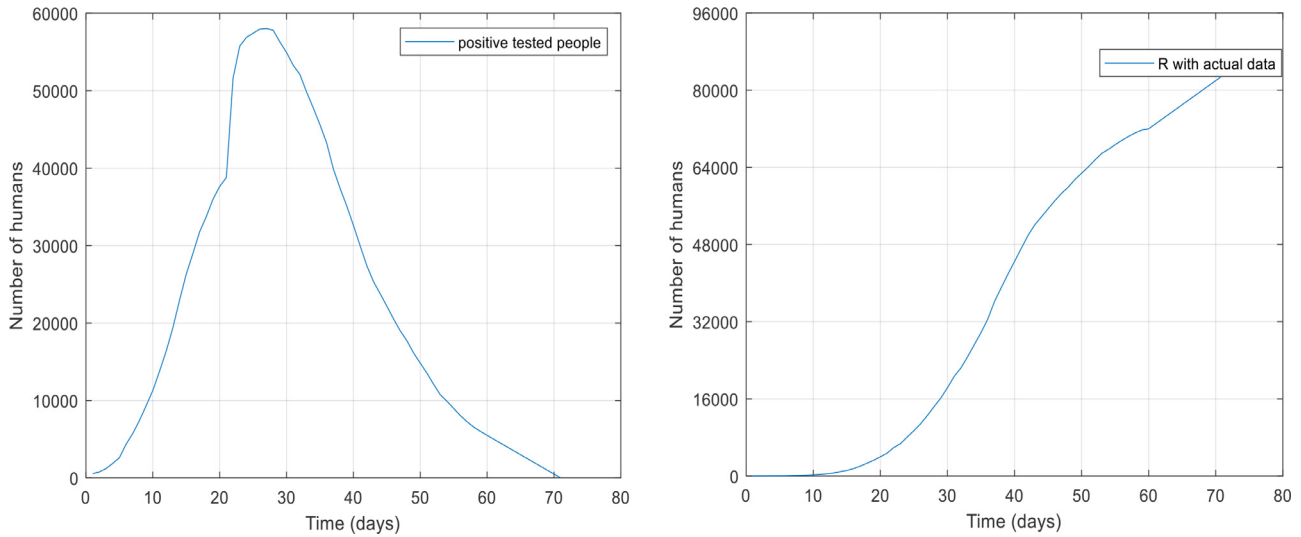 60000
50000
40000
30000
20000
10000
0
Number of humans
positive tested people
0 10 20 30 40 50 60 70 80
Time (days)
96000
80000
64000
48000
32000
16000
0
Number of humans
R with actual data
0 10 20 30 40 50 60 70 80
Time (days)